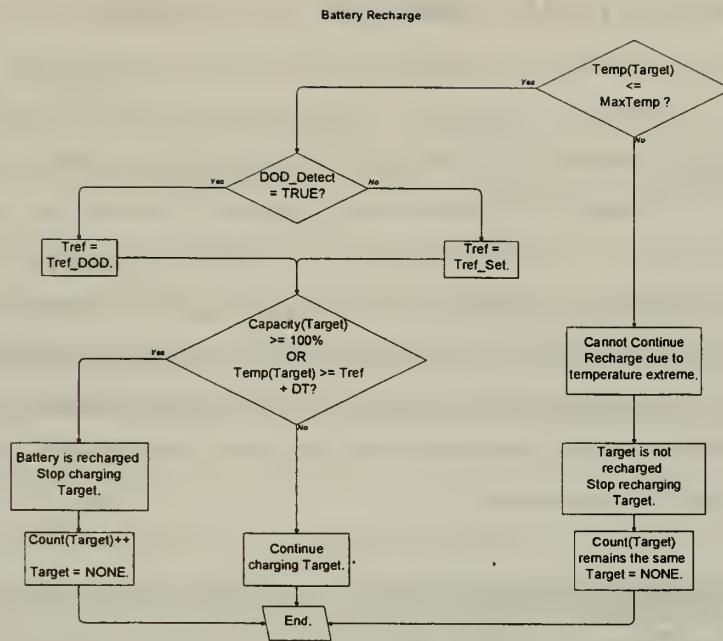 Battery Recharge
Temp(Target)
<=
MaxTemp ?
Yes
No
DOD_Detect
= TRUE?
Yes
No
Tref =
Tref_DOD.
Tref =
Tref_Set.
Capacity(Target)
>= 100%
OR
Temp(Target) >= Tref
+ DT?
Yes
No
Cannot Continue
Recharge due to
temperature extreme.
Battery is recharged
Stop charging
Target.
Target is not
recharged
Stop recharging
Target.
Count(Target)++
Target = NONE.
Continue
charging Target.
Count(Target)
remains the same
Target = NONE.
End.